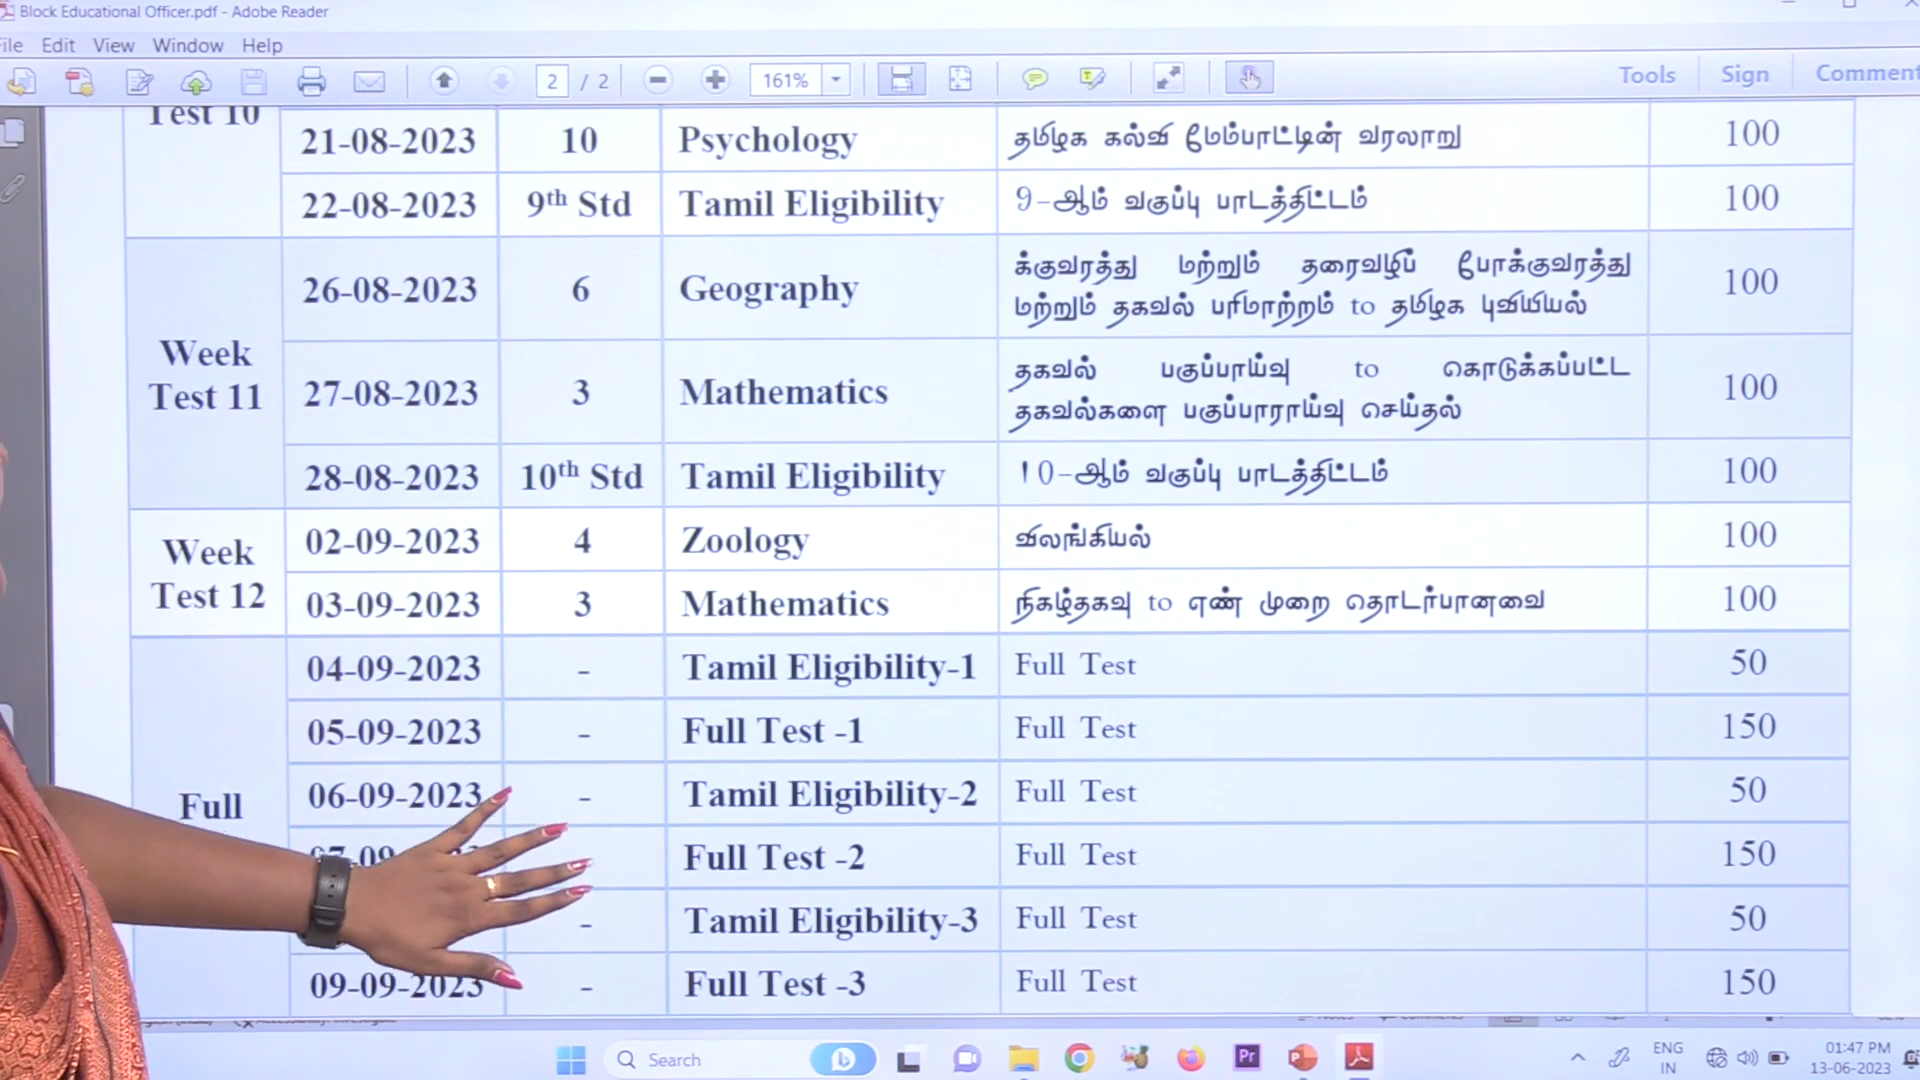 Block Educational Officer.pdf - Adobe Reader
File Edit View Window Help
2 / 2 161% Tools Sign Comment
Test 10
21-08-2023 10 Psychology தமிழக கல்வி மேம்பாட்டின் வரலாறு 100
22-08-2023 9th Std Tamil Eligibility 9-ஆம் வகுப்பு பாடத்திட்டம் 100
Week Test 11
26-08-2023 6 Geography க்குவரத்து மற்றும் தரைவழிப் போக்குவரத்து 100
மற்றும் தகவல் பரிமாற்றம் to தமிழக புவியியல்
27-08-2023 3 Mathematics தகவல் பகுப்பாய்வு to கொடுக்கப்பட்ட 100
தகவல்களை பகுப்பாராய்வு செய்தல்
28-08-2023 10th Std Tamil Eligibility 10-ஆம் வகுப்பு பாடத்திட்டம் 100
Week Test 12
02-09-2023 4 Zoology விலங்கியல் 100
03-09-2023 3 Mathematics நிகழ்தகவு to எண் முறை தொடர்பானவை 100
04-09-2023 - Tamil Eligibility-1 Full Test 50
05-09-2023 - Full Test -1 Full Test 150
Full
06-09-2023 - Tamil Eligibility-2 Full Test 50
Full Test -2 Full Test 150
- Tamil Eligibility-3 Full Test 50
09-09-2023 - Full Test -3 Full Test 150
Search Pr ENG 01:47 PM
IN 13-06-2023